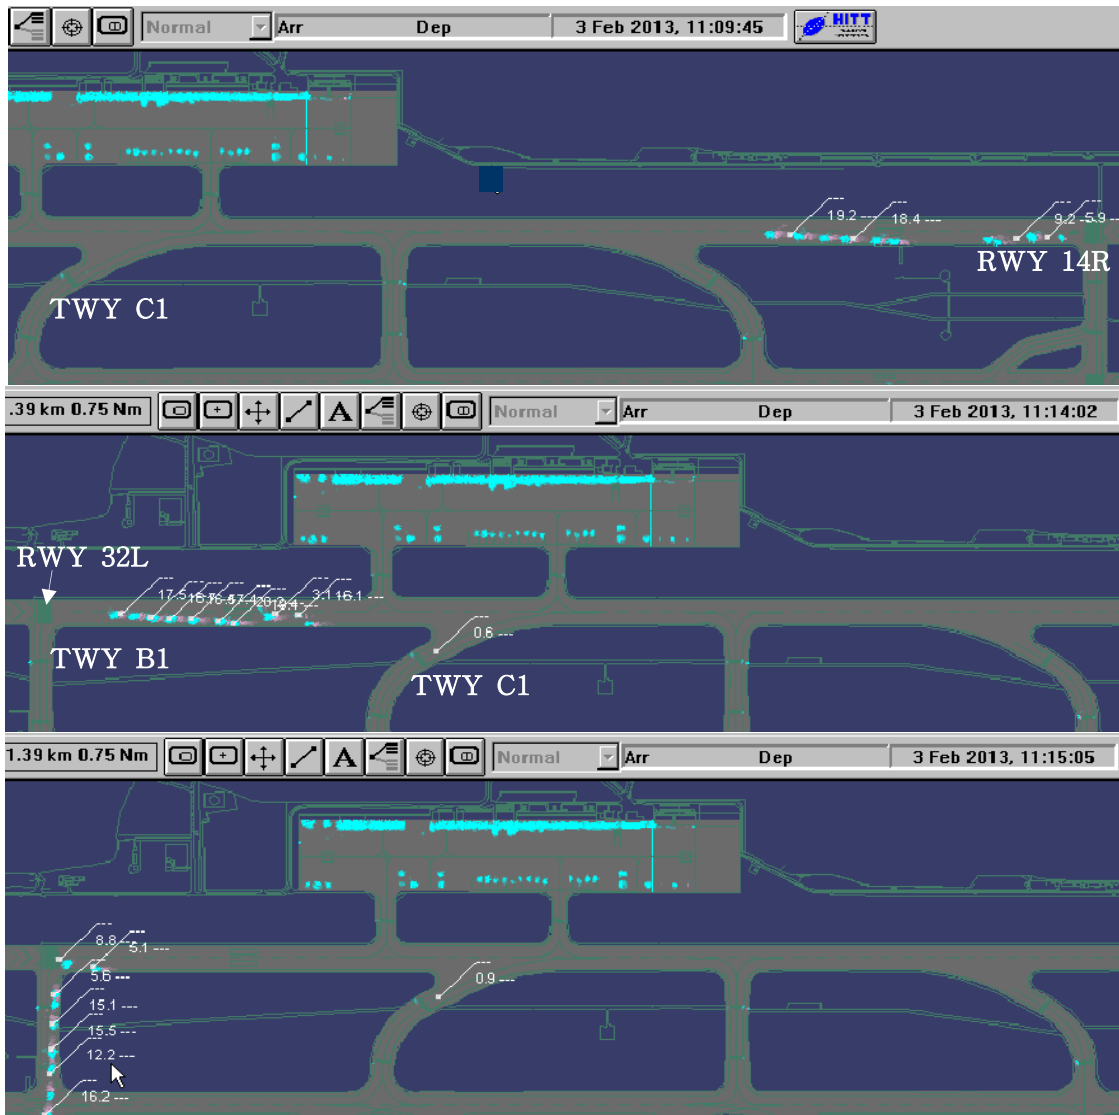 Normal Arr Dep 3 Feb 2013, 11:09:45 HITT
19.2 --- 18.4 --- 9.2 --- 5.9 ---
RWY 14R
TWY C1
.39 km 0.75 Nm A Normal Arr Dep 3 Feb 2013, 11:14:02
RWY 32L
17.5 3.1 16.1 ---
0.6 ---
TWY B1
TWY C1
1.39 km 0.75 Nm A Normal Arr Dep 3 Feb 2013, 11:15:05
8.8 --- 5.1 ---
5.6 --- 0.9 ---
15.1 ---
15.5 ---
12.2 ---
16.2 ---